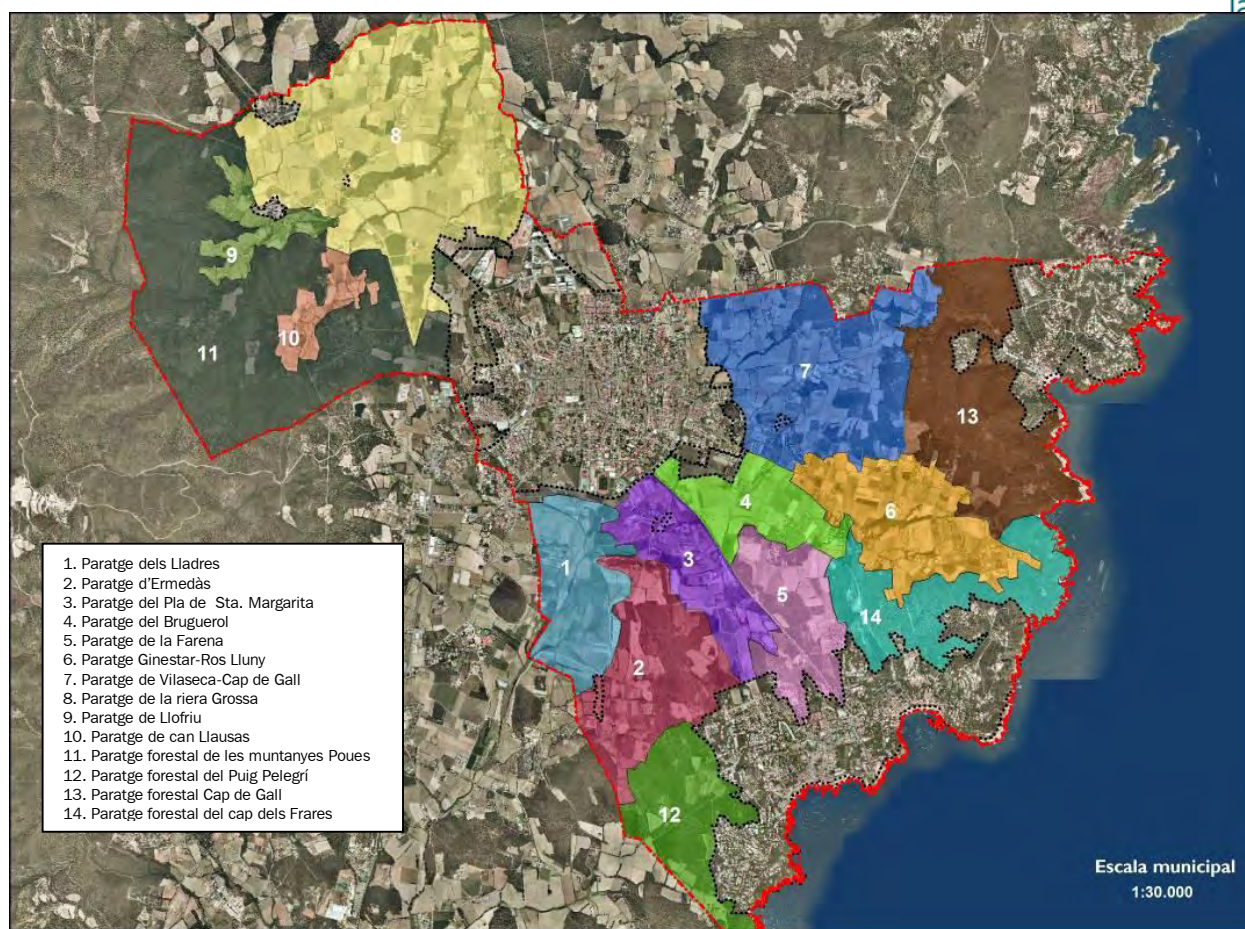 la
8
9
10
11
7
13
4
6
3
1
5
14
2
12
1. Paratge dels Lladres
2. Paratge d'Ermedàs
3. Paratge del Pla de Sta. Margarita
4. Paratge del Bruguerol
5. Paratge de la Farena
6. Paratge Ginestar-Ros Lluny
7. Paratge de Vilaseca-Cap de Gall
8. Paratge de la riera Grossa
9. Paratge de Llofriu
10. Paratge de can Llausas
11. Paratge forestal de les muntanyes Poues
12. Paratge forestal del Puig Pelegrí
13. Paratge forestal Cap de Gall
14. Paratge forestal del cap dels Frares
Escala municipal
1:30.000